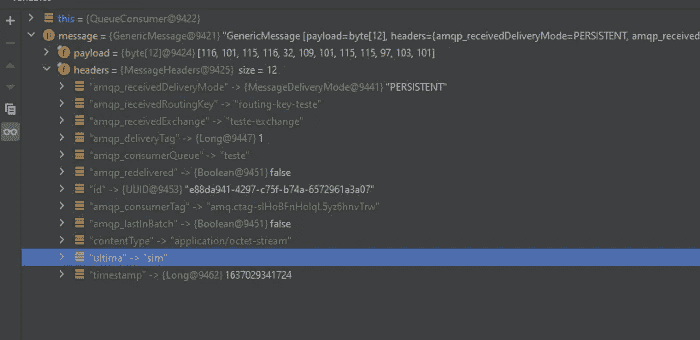 this = {QueueConsumer@9422}
message = {GenericMessage@9421} "GenericMessage [payload=byte[12], headers={amqp_receivedDeliveryMode=PERSISTENT, amqp_received
payload = {byte[12]@9424} [116, 101, 115, 116, 32, 109, 101, 115, 115, 97, 103, 101]
headers = {MessageHeaders@9425} size = 12
"amqp_receivedDeliveryMode" -> {MessageDeliveryMode@9441} "PERSISTENT"
"amqp_receivedRoutingKey" -> "routing-key-teste"
"amqp_receivedExchange" -> "teste-exchange"
"amqp_deliveryTag" -> {Long@9447} 1
"amqp_consumerQueue" -> "teste"
"amqp_redelivered" -> {Boolean@9451} false
"id" -> {UUID@9453} "e88da941-4297-c75f-b74a-6572961a3a07"
"amqp_consumerTag" ->
"amqp_lastInBatch" -> {Boolean@9451} false
"contentType" -> "application/octet-stream"
"ultima" -> "sim"
"timestamp" -> {Long@9462} 1637029341724